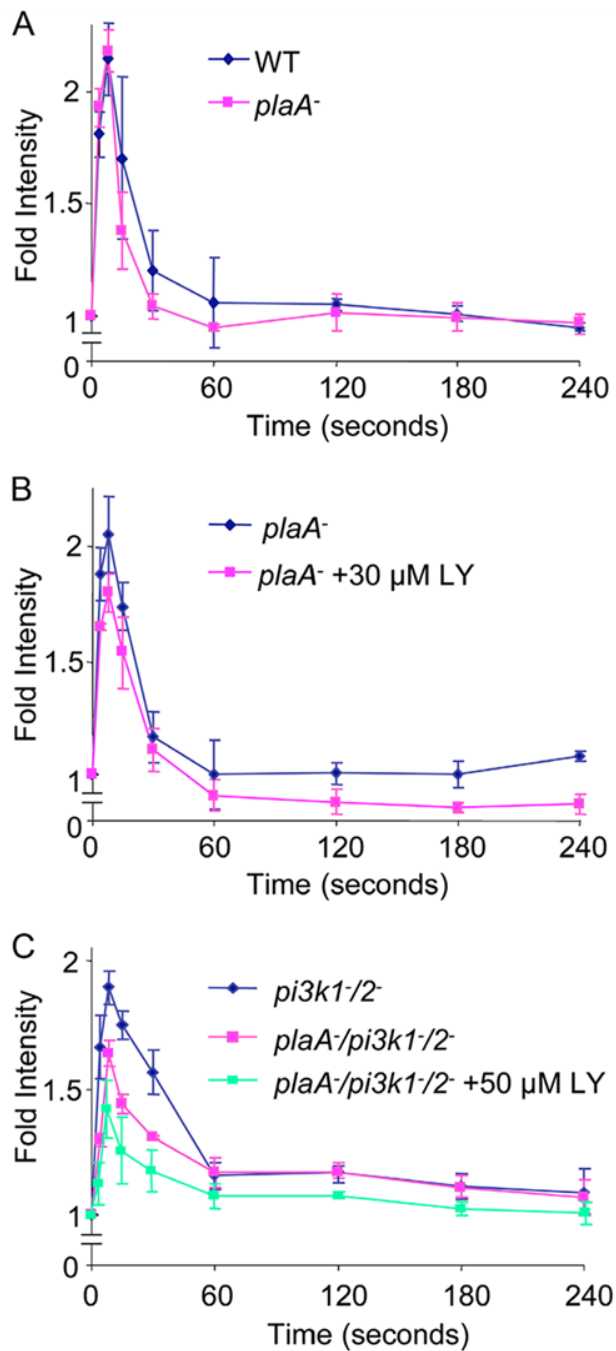 A
WT
plaA-
Fold Intensity
2
1.5
1
0
0 60 120 180 240
Time (seconds)
B
plaA-
plaA- +30 µM LY
Fold Intensity
2
1.5
1
0
0 60 120 180 240
Time (seconds)
C
pi3k1-/2-
plaA-/pi3k1-/2-
plaA-/pi3k1-/2- +50 µM LY
Fold Intensity
2
1.5
1
0
0 60 120 180 240
Time (seconds)